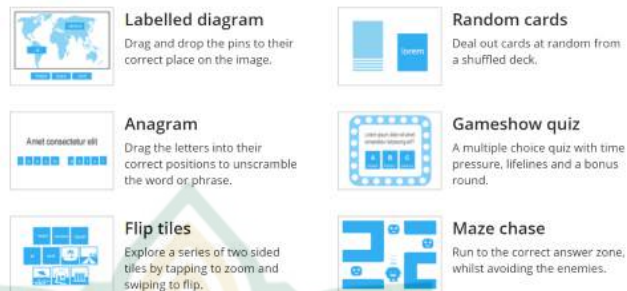 Labelled diagram
Drag and drop the pins to their
correct place on the image.
Random cards
Deal out cards at random from
a shuffled deck.
lorem
Anagram
Drag the letters into their
correct positions to unscramble
the word or phrase.
Amet consectetur elit
Gameshow quiz
A multiple choice quiz with time
pressure, lifelines and a bonus
round.
A B C
Flip tiles
Explore a series of two sided
tiles by tapping to zoom and
swiping to flip.
Maze chase
Run to the correct answer zone,
whilst avoiding the enemies.